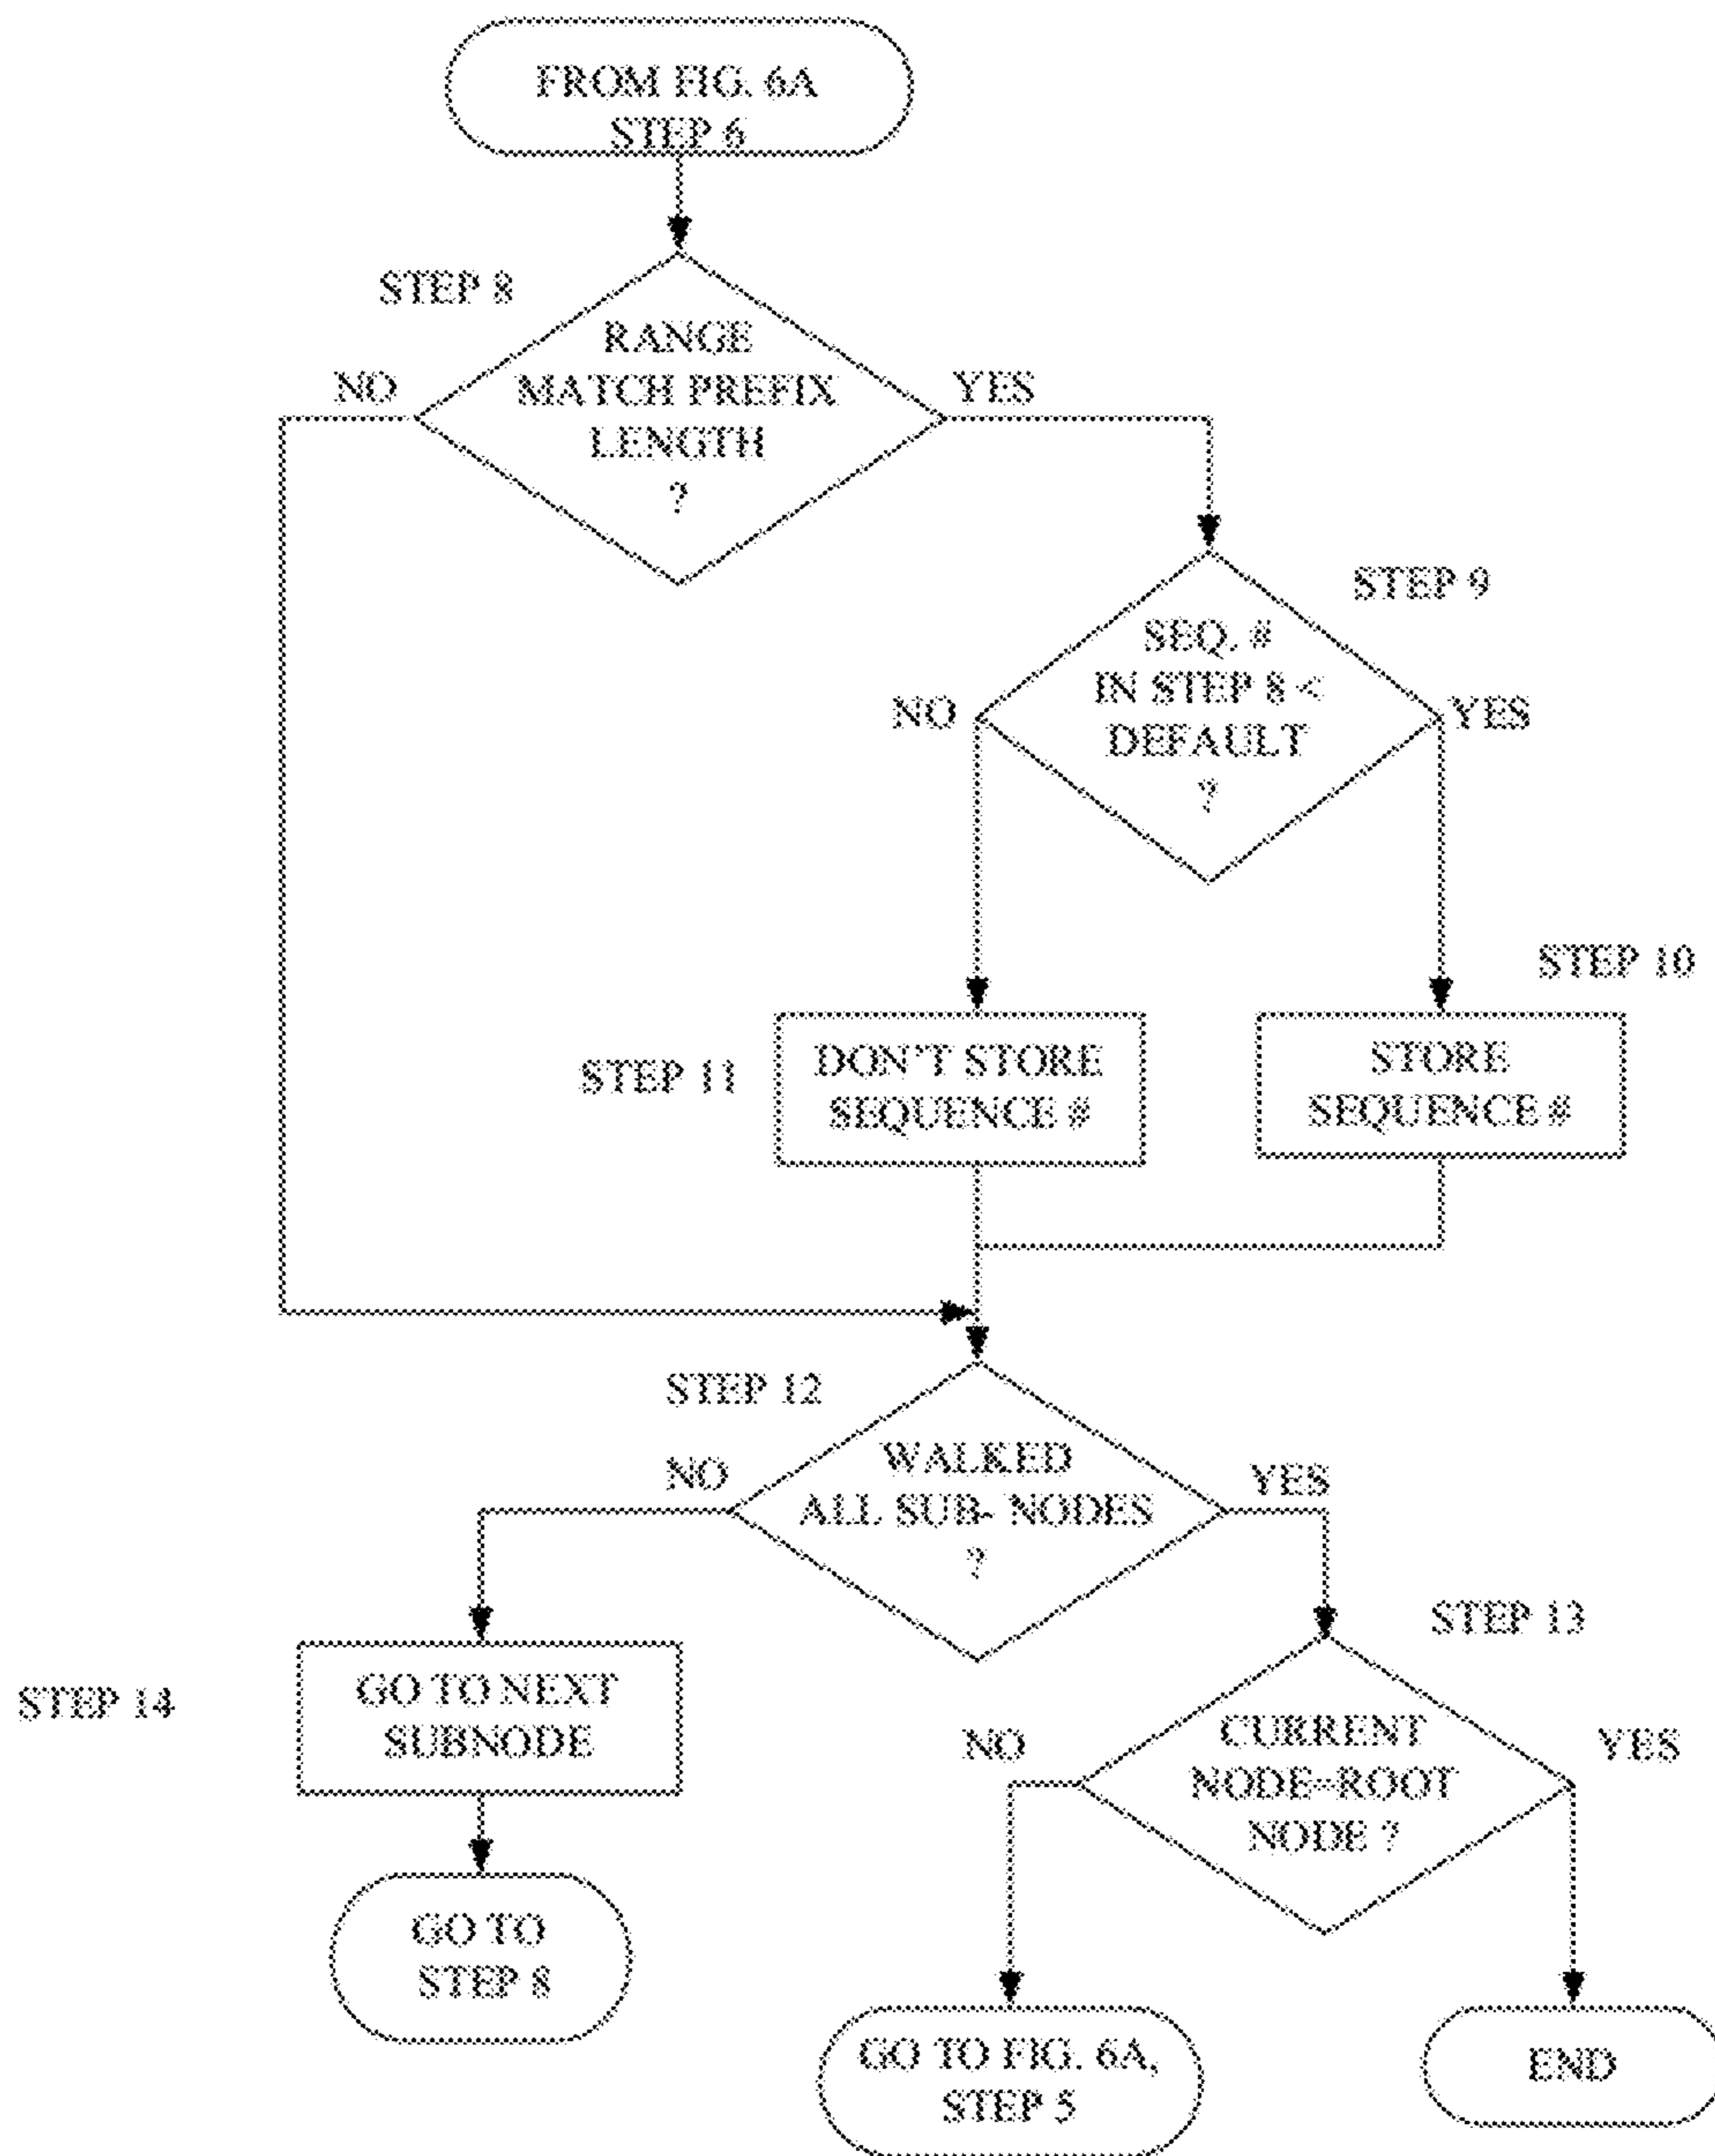 FROM FIG. 6A
STEP 6
STEP 8
RANGE
MATCH PREFIX
LENGTH
?
NO
YES
STEP 9
SEQ. #
IN STEP 8 <
DEFAULT
?
NO
YES
STEP 10
STEP 11
DON'T STORE
SEQUENCE #
STORE
SEQUENCE #
STEP 12
NO
WALKED
ALL SUB- NODES
?
YES
STEP 13
STEP 14
GO TO NEXT
SUBNODE
NO
CURRENT
NODE=ROOT
NODE ?
YES
GO TO
STEP 8
GO TO FIG. 6A,
STEP 5
END